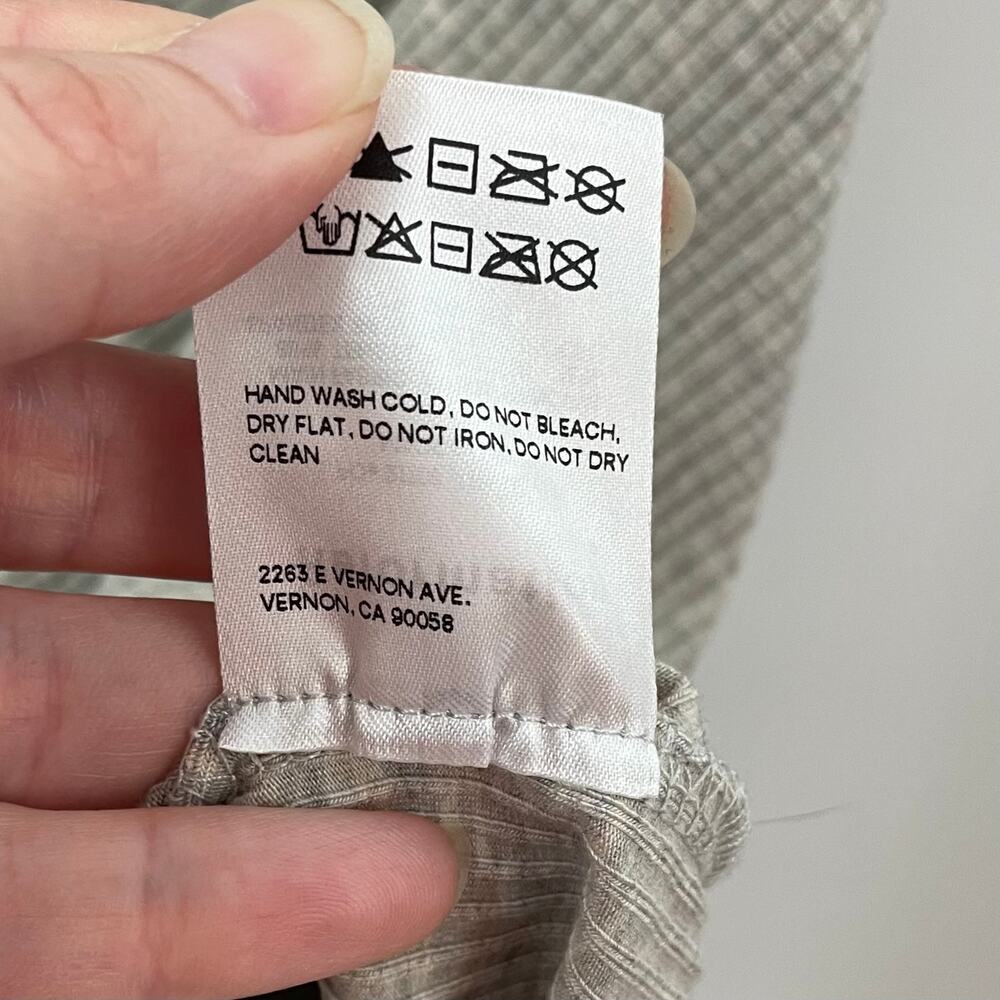 HAND WASH COLD, DO NOT BLEACH,
DRY FLAT, DO NOT IRON, DO NOT DRY
CLEAN
2263 E VERNON AVE.
VERNON, CA 90058